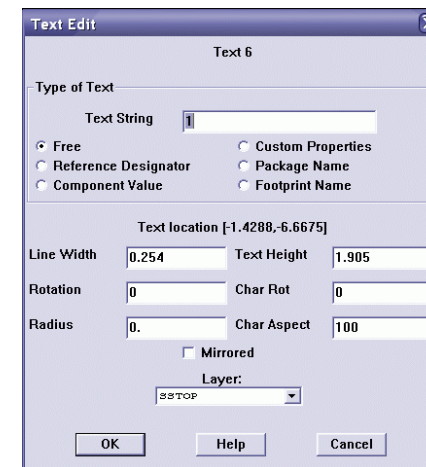 Text Edit
Text 6
Type of Text
Text String 1
Free Custom Properties
Reference Designator Package Name
Component Value Footprint Name
Text location [-1.4288,-6.6675]
Line Width 0.254 Text Height 1.905
Rotation 0 Char Rot 0
Radius 0. Char Aspect 100
Mirrored
Layer:
SSTOP
OK Help Cancel